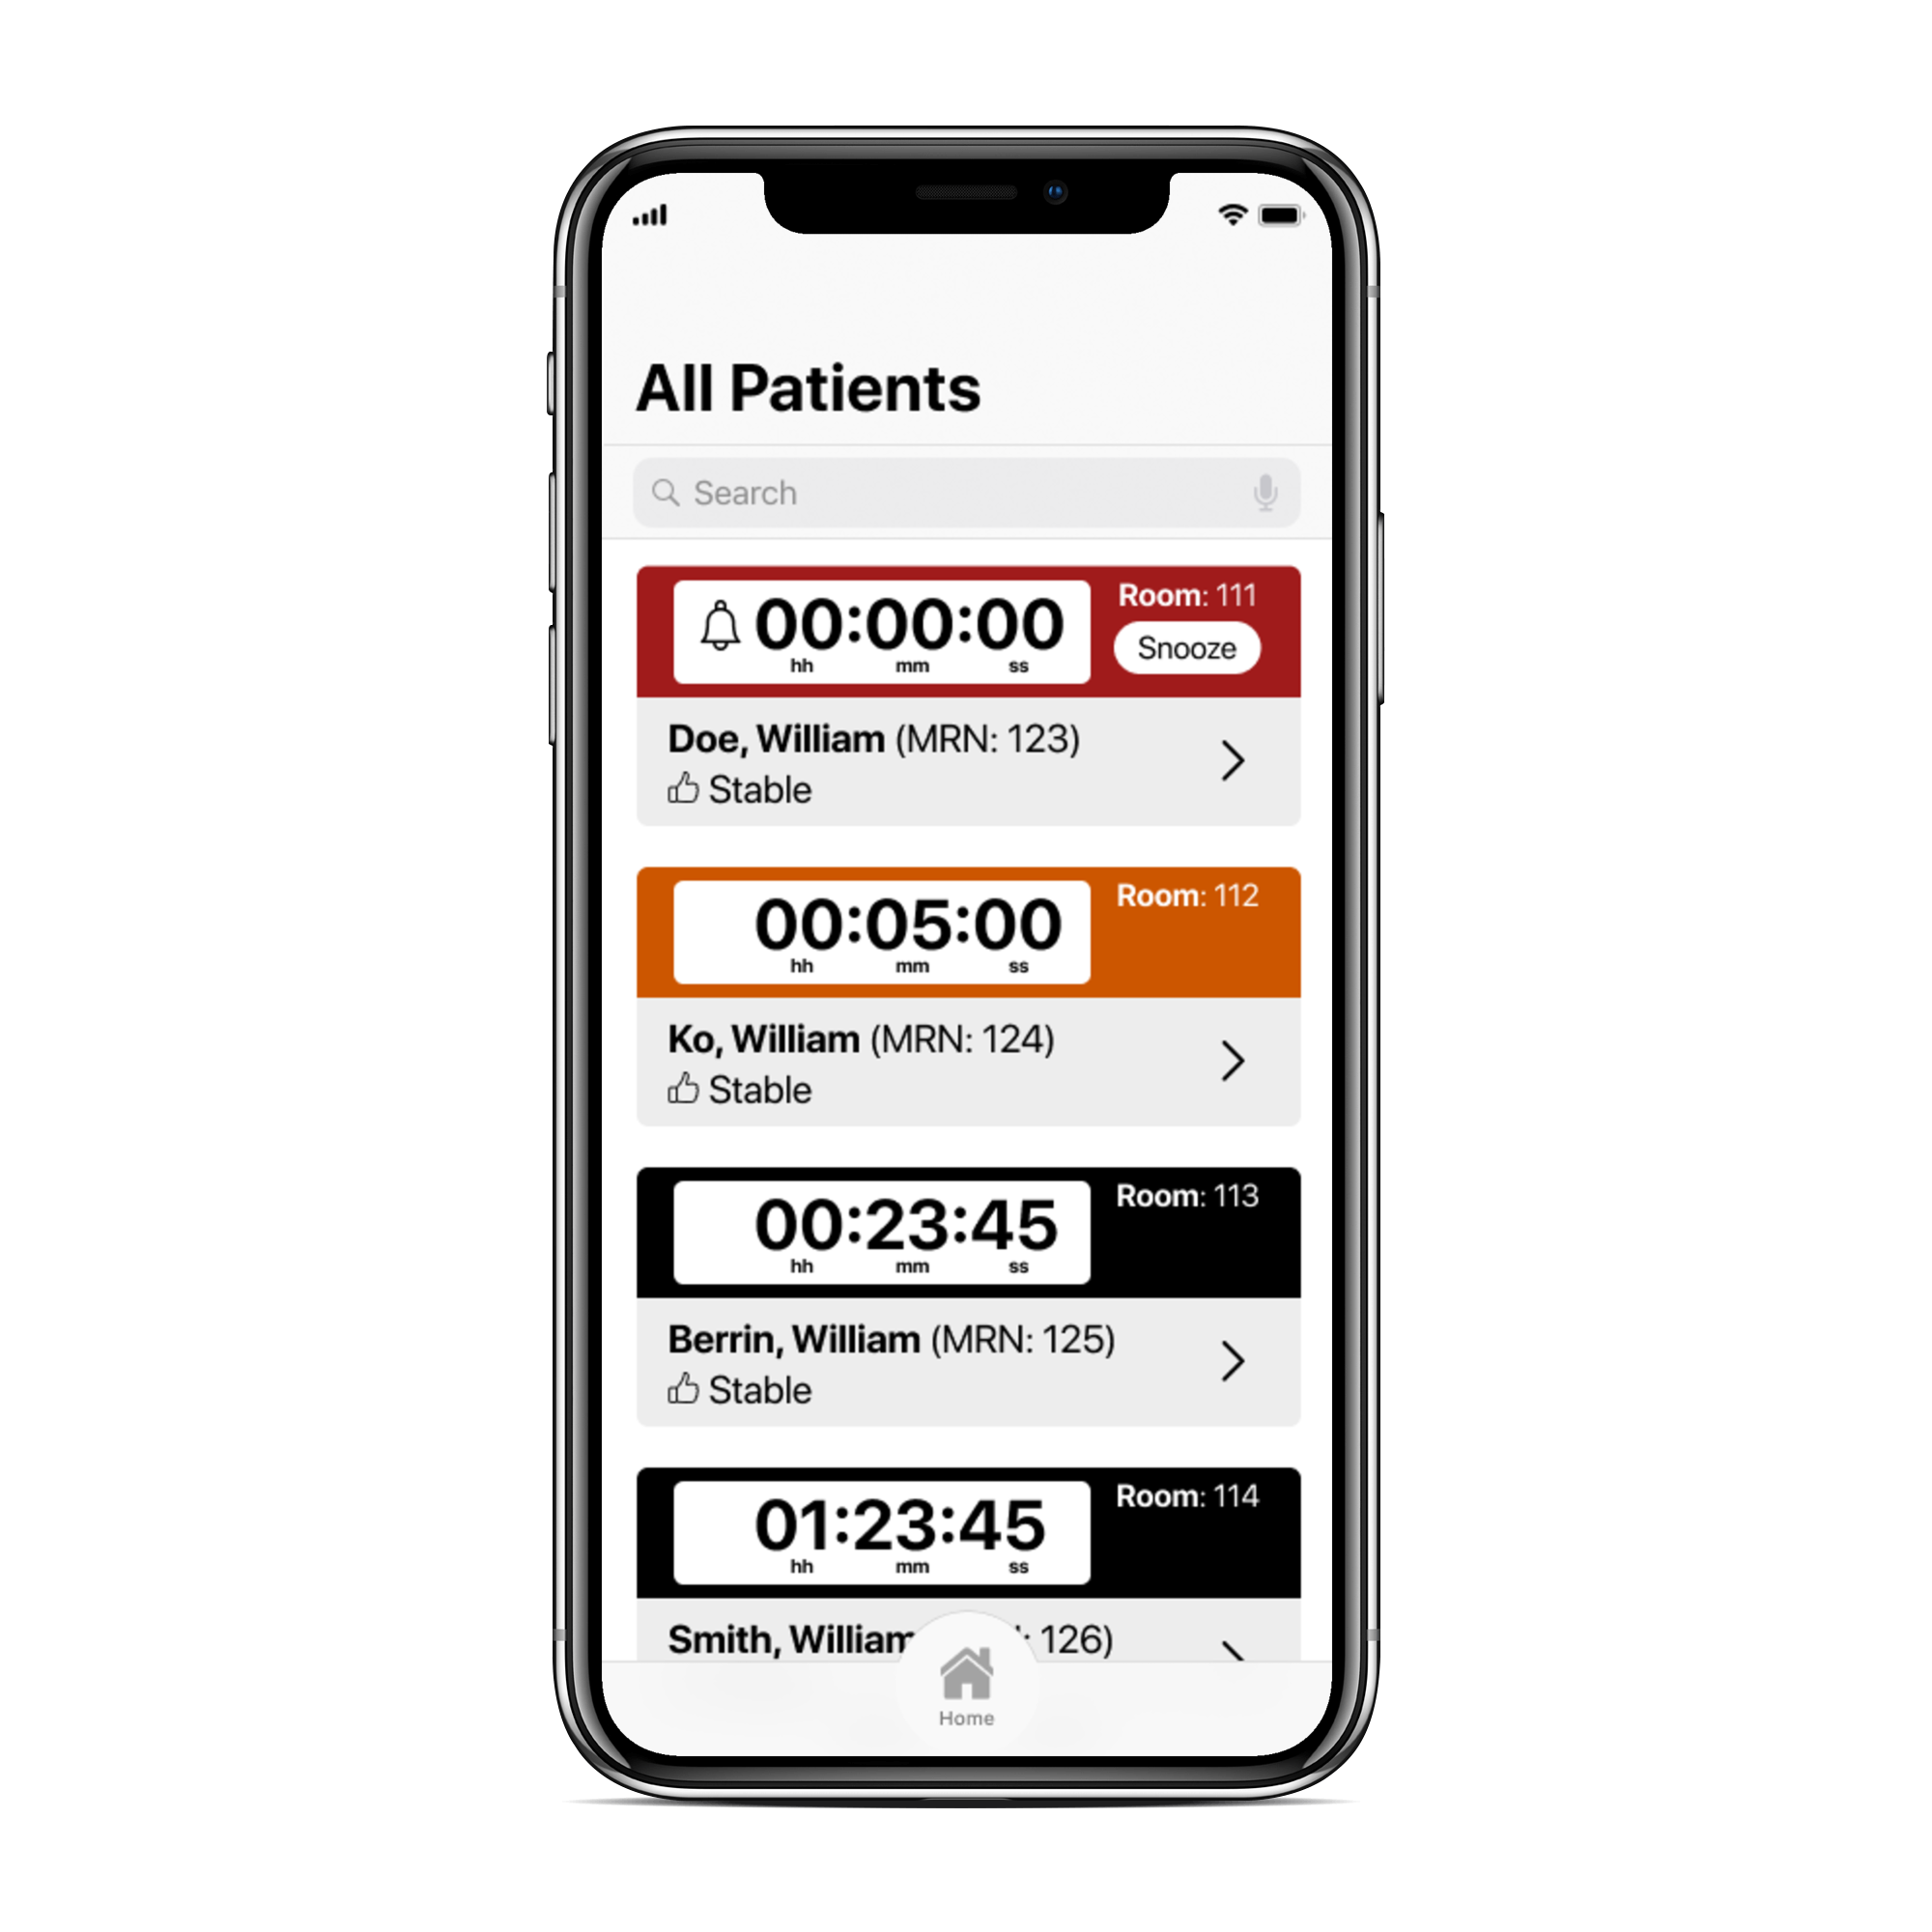 All Patients
Search
00:00:00
hh mm ss
Room: 111
Snooze
Doe, William (MRN: 123)
Stable
00:05:00
hh mm ss
Room: 112
Ko, William (MRN: 124)
Stable
00:23:45
hh mm ss
Room: 113
Berrin, William (MRN: 125)
Stable
01:23:45
hh mm ss
Room: 114
Smith, William : 126)
Home